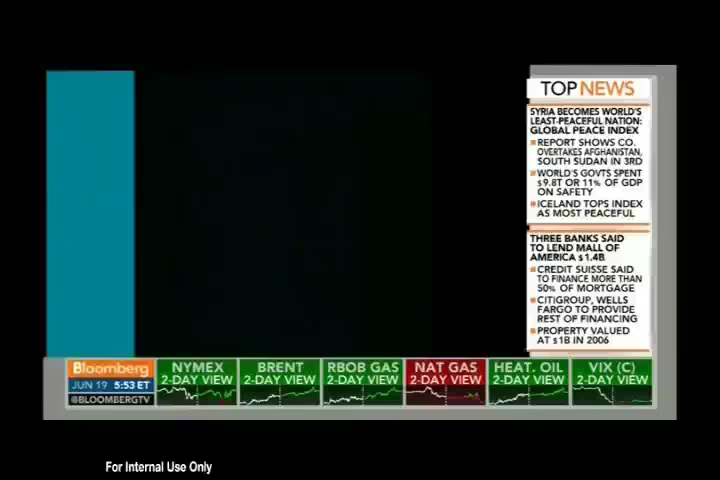 TOPNEWS
SYRIA BECOMES WORLD'S
LEAST-PEACEFUL NATION:
GLOBAL PEACE INDEX
REPORT SHOWS CO.
OVERTAKES AFGHANISTAN,
SOUTH SUDAN IN 3RD
WORLD'S GOVTS SPENT
$9.8T OR 11% OF GDP
ON SAFETY
ICELAND TOPS INDEX
AS MOST PEACEFUL
THREE BANKS SAID
TO LEND MALL OF
AMERICA $1.4B
CREDIT SUISSE SAID
TO FINANCE MORE THAN
50% OF MORTGAGE
CITIGROUP, WELLS
FARGO TO PROVIDE
REST OF FINANCING
PROPERTY VALUED
AT $1B IN 2006
Bloomberg
JUN 19 5:53 ET
@BLOOMBERGTV
NYMEX
2-DAY VIEW
BRENT
2-DAY VIEW
RBOB GAS
2-DAY VIEW
NAT GAS
2-DAY VIEW
HEAT. OIL
2-DAY VIEW
VIX (C)
2-DAY VIEW
For Internal Use Only